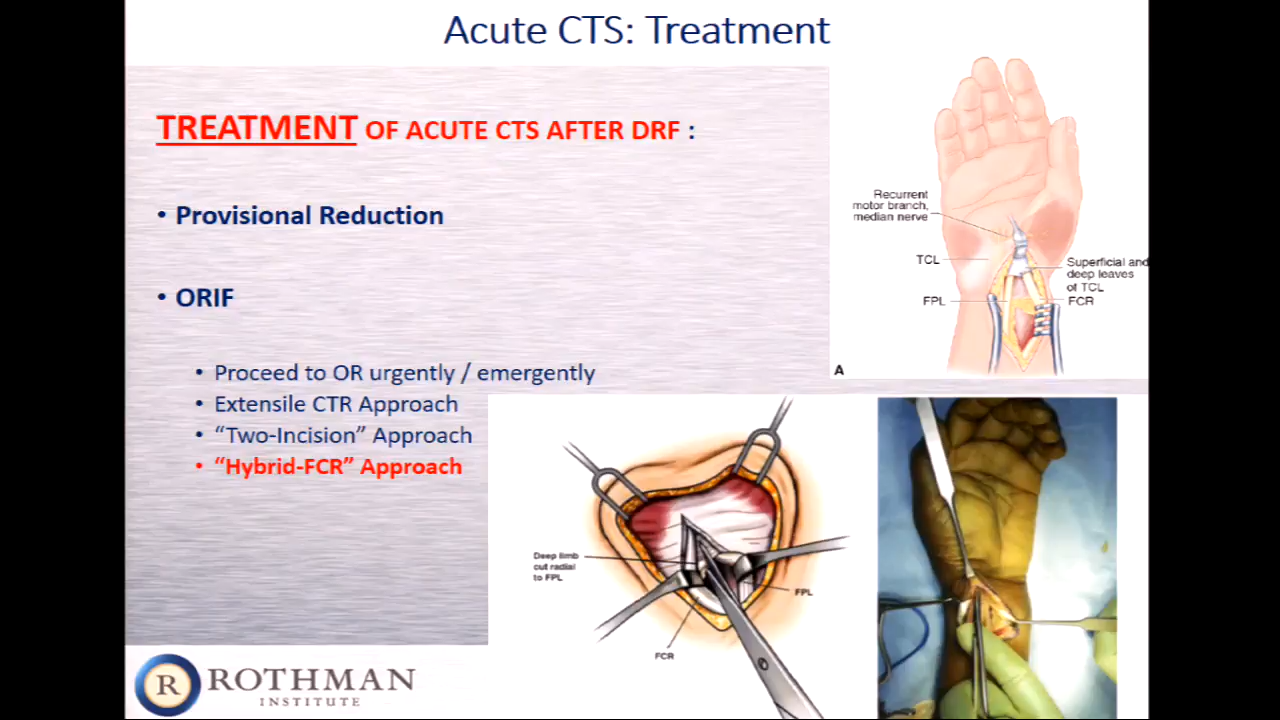 Acute CTS: Treatment
TREATMENT OF ACUTE CTS AFTER DRF :
• Provisional Reduction
• ORIF
• Proceed to OR urgently / emergently
• Extensile CTR Approach
• “Two-Incision” Approach
• “Hybrid-FCR” Approach
Recurrent
motor branch,
median nerve
TCL
Superficial and
deep leaves
of TCL
FPL
FCR
A
Deep limb
cut radial
to FPL
FPL
FCR
R
ROTHMAN
INSTITUTE